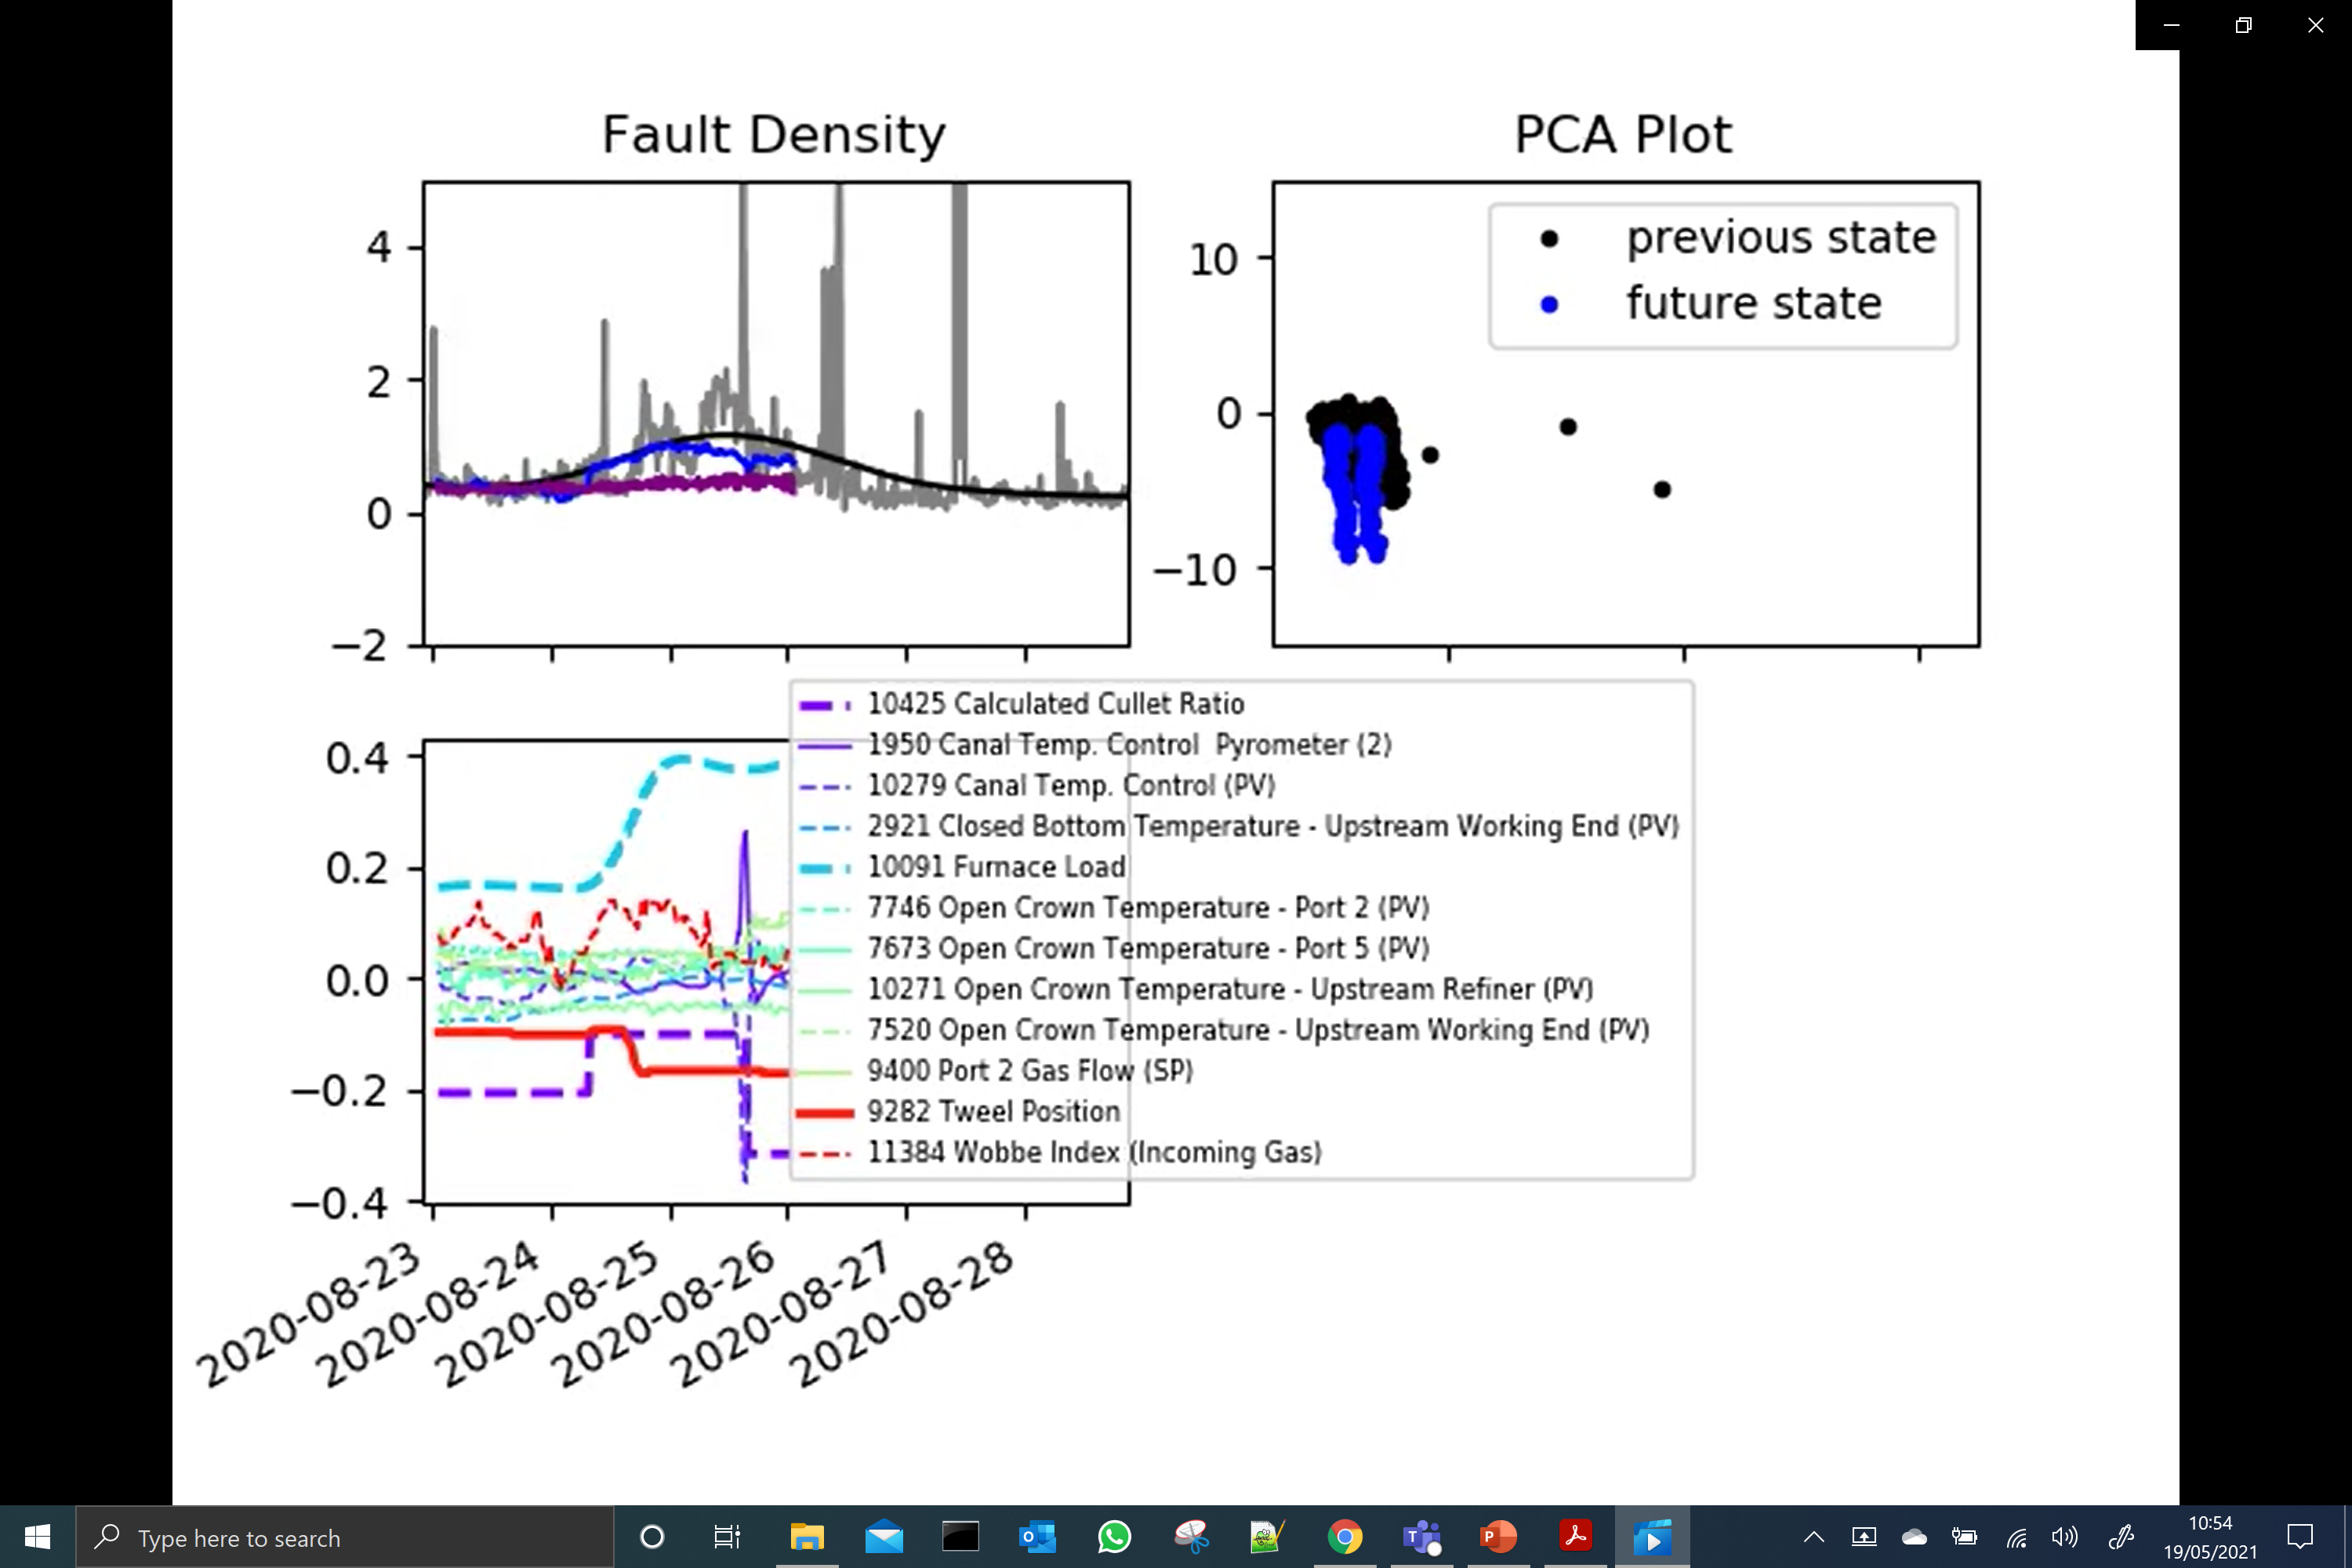 Fault Density
PCA Plot
4
2
0
−2
10
0
−10
previous state
future state
0.4
0.2
0.0
−0.2
−0.4
10425 Calculated Cullet Ratio
1950 Canal Temp. Control  Pyrometer (2)
10279 Canal Temp. Control (PV)
2921 Closed Bottom Temperature - Upstream Working End (PV)
10091 Furnace Load
7746 Open Crown Temperature - Port 2 (PV)
7673 Open Crown Temperature - Port 5 (PV)
10271 Open Crown Temperature - Upstream Refiner (PV)
7520 Open Crown Temperature - Upstream Working End (PV)
9400 Port 2 Gas Flow (SP)
9282 Tweel Position
11384 Wobbe Index (Incoming Gas)
2020-08-23
2020-08-24
2020-08-25
2020-08-26
2020-08-27
2020-08-28
Type here to search
10:54
19/05/2021